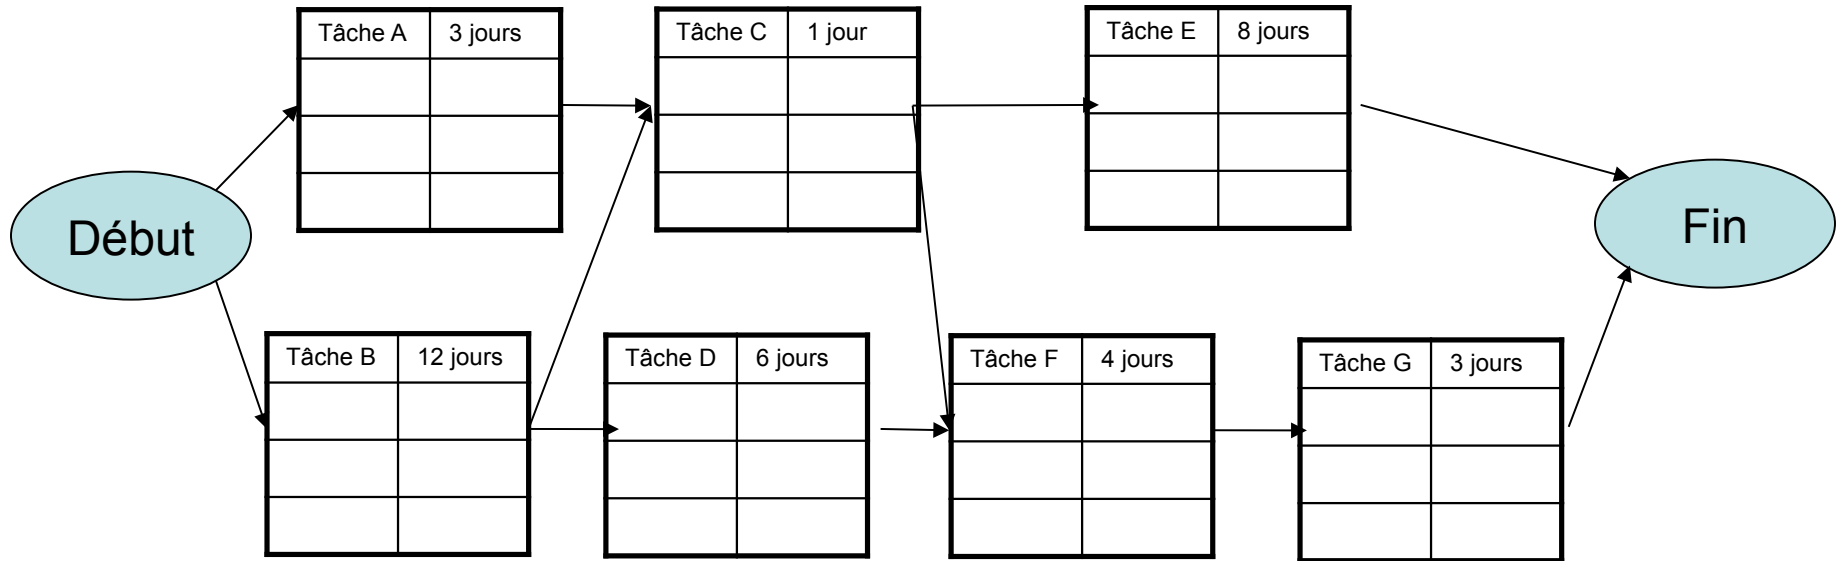 Tâche A 3 jours
Tâche C 1 jour
Tâche E 8 jours
Début
Fin
Tâche B 12 jours
Tâche D 6 jours
Tâche F 4 jours
Tâche G 3 jours